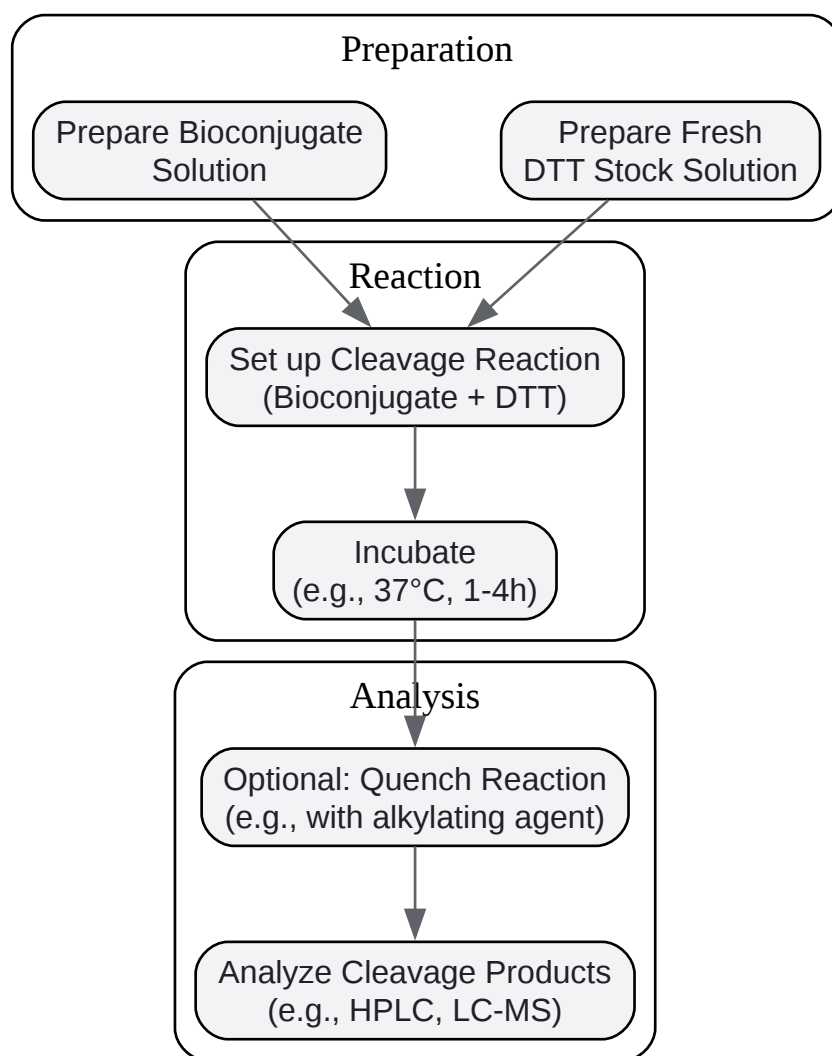 Preparation
Prepare Bioconjugate
Solution
Prepare Fresh
DTT Stock Solution
Reaction
Set up Cleavage Reaction
(Bioconjugate + DTT)
Incubate
(e.g., 37°C, 1-4h)
Analysis
Optional: Quench Reaction
(e.g., with alkylating agent)
Analyze Cleavage Products
(e.g., HPLC, LC-MS)